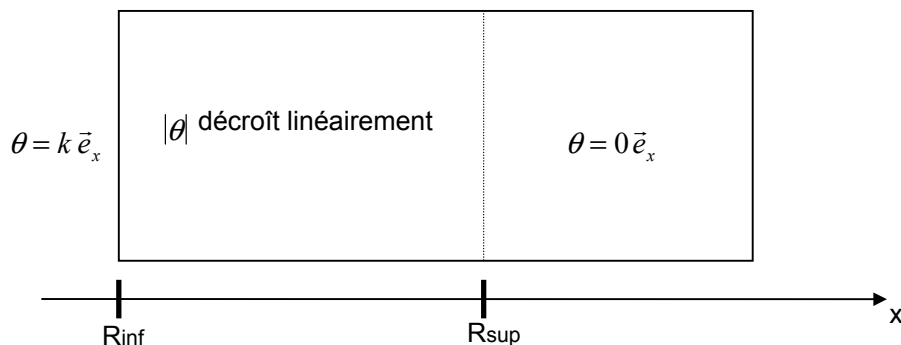 |θ| décroît linéairement
θ = k e⃗ₓ
θ = 0 e⃗ₓ
Rinf
Rsup
x